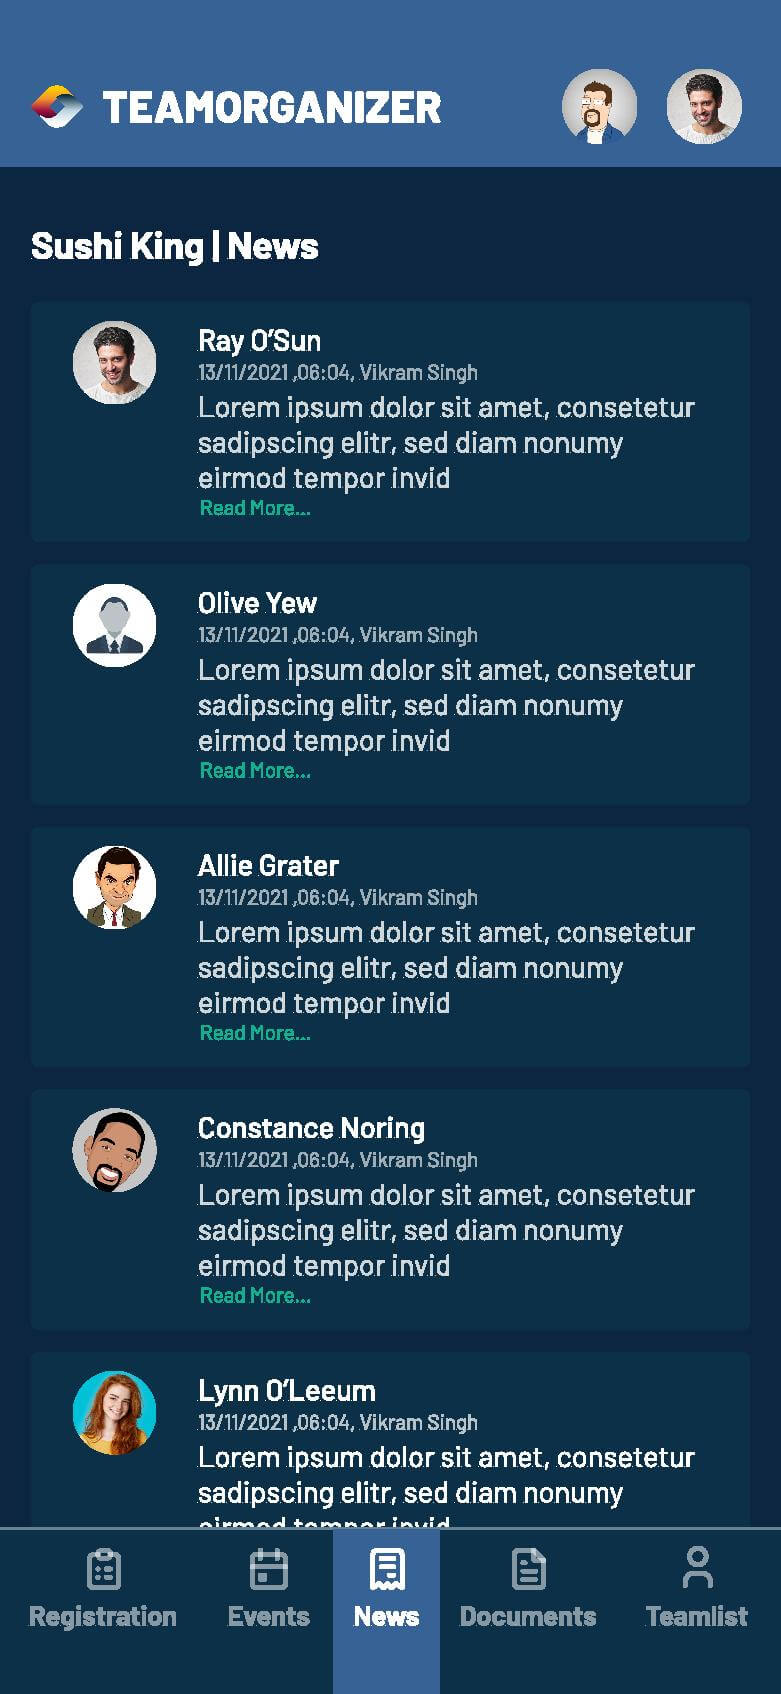 TEAMORGANIZER
Sushi King | News
Ray O'Sun
13/11/2021 ,06:04, Vikram Singh
Lorem ipsum dolor sit amet, consetetur
sadipscing elitr, sed diam nonumy
eirmod tempor invid
Read More...
Olive Yew
13/11/2021 ,06:04, Vikram Singh
Lorem ipsum dolor sit amet, consetetur
sadipscing elitr, sed diam nonumy
eirmod tempor invid
Read More...
Allie Grater
13/11/2021 ,06:04, Vikram Singh
Lorem ipsum dolor sit amet, consetetur
sadipscing elitr, sed diam nonumy
eirmod tempor invid
Read More...
Constance Noring
13/11/2021 ,06:04, Vikram Singh
Lorem ipsum dolor sit amet, consetetur
sadipscing elitr, sed diam nonumy
eirmod tempor invid
Read More...
Lynn O'Leeum
13/11/2021 ,06:04, Vikram Singh
Lorem ipsum dolor sit amet, consetetur
sadipscing elitr, sed diam nonumy
eirmod tempor invid
Registration Events News Documents Teamlist